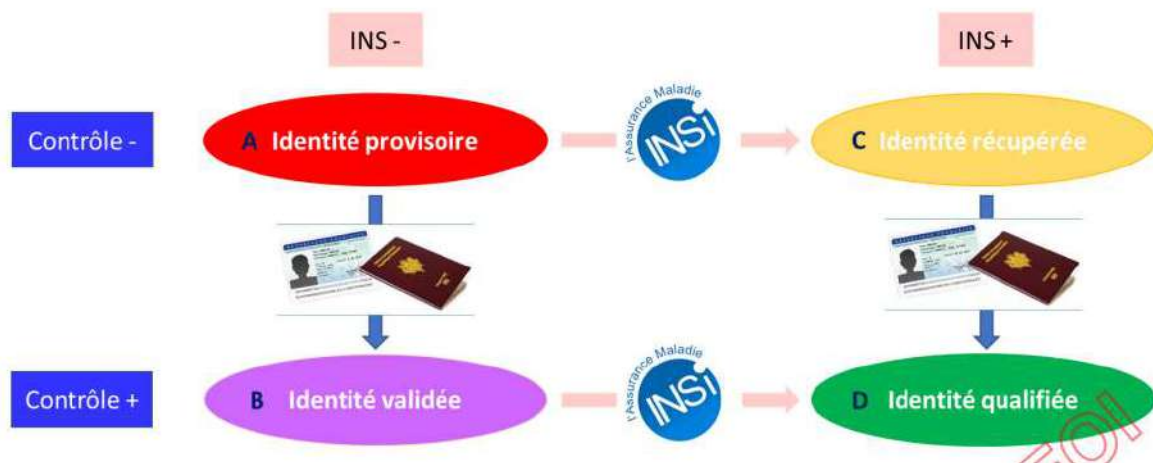 INS -
INS +
Contrôle -
A Identité provisoire
l'Assurance Maladie
INSi
C Identité récupérée
Contrôle +
B Identité validée
l'Assurance Maladie
INSi
D Identité qualifiée